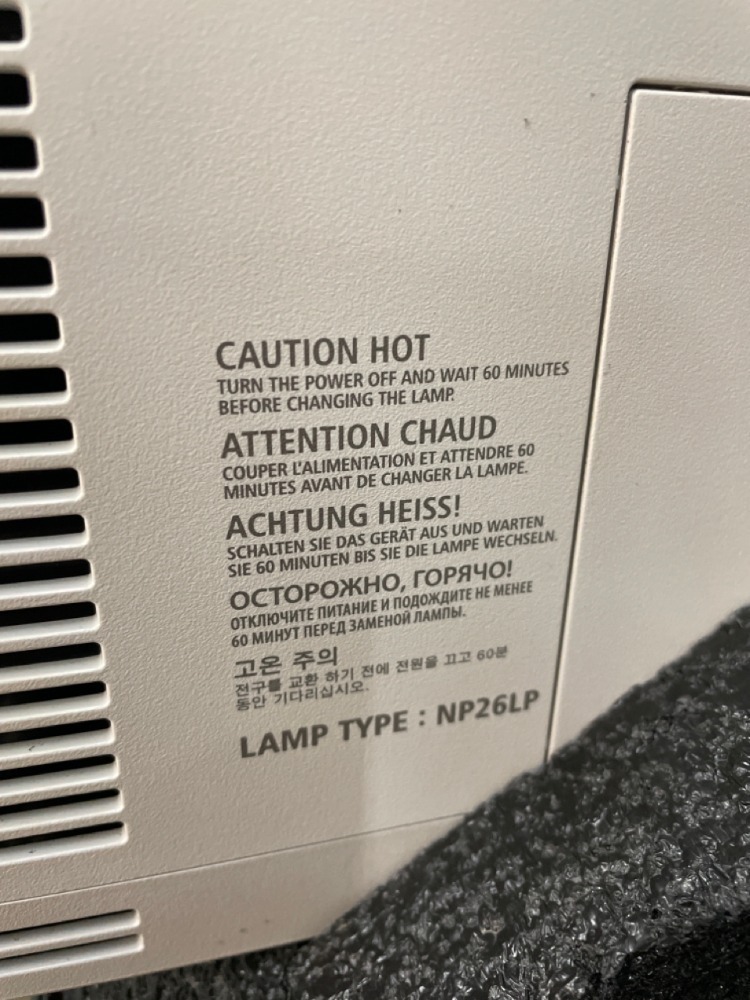 CAUTION HOT
TURN THE POWER OFF AND WAIT 60 MINUTES
BEFORE CHANGING THE LAMP.
ATTENTION CHAUD
COUPER L'ALIMENTATION ET ATTENDRE 60
MINUTES AVANT DE CHANGER LA LAMPE.
ACHTUNG HEISS!
SCHALTEN SIE DAS GERÄT AUS UND WARTEN
SIE 60 MINUTEN BIS SIE DIE LAMPE WECHSELN.
ОСТОРОЖНО, ГОРЯЧО!
ОТКЛЮЧИТЕ ПИТАНИЕ И ПОДОЖДИТЕ НЕ МЕНЕЕ
60 МИНУТ ПЕРЕД ЗАМЕНОЙ ЛАМПЫ.
고온 주의
전구를 교환 하기 전에 전원을 끄고 60분
동안 기다리십시오.
LAMP TYPE : NP26LP